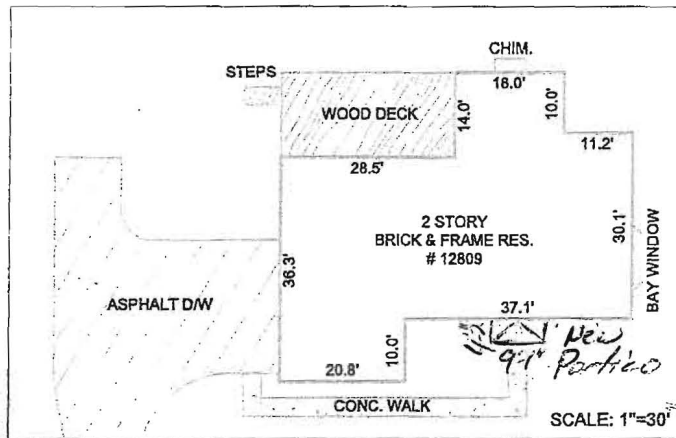 CHIM.
STEPS
18.0'
WOOD DECK
14.0'
10.0'
28.5'
11.2'
2 STORY
BRICK & FRAME RES.
# 12809
36.3'
30.1'
BAY WINDOW
ASPHALT D/W
37.1'
New
9'-1" Portico
10.0'
20.8'
CONC. WALK
SCALE: 1"=30'